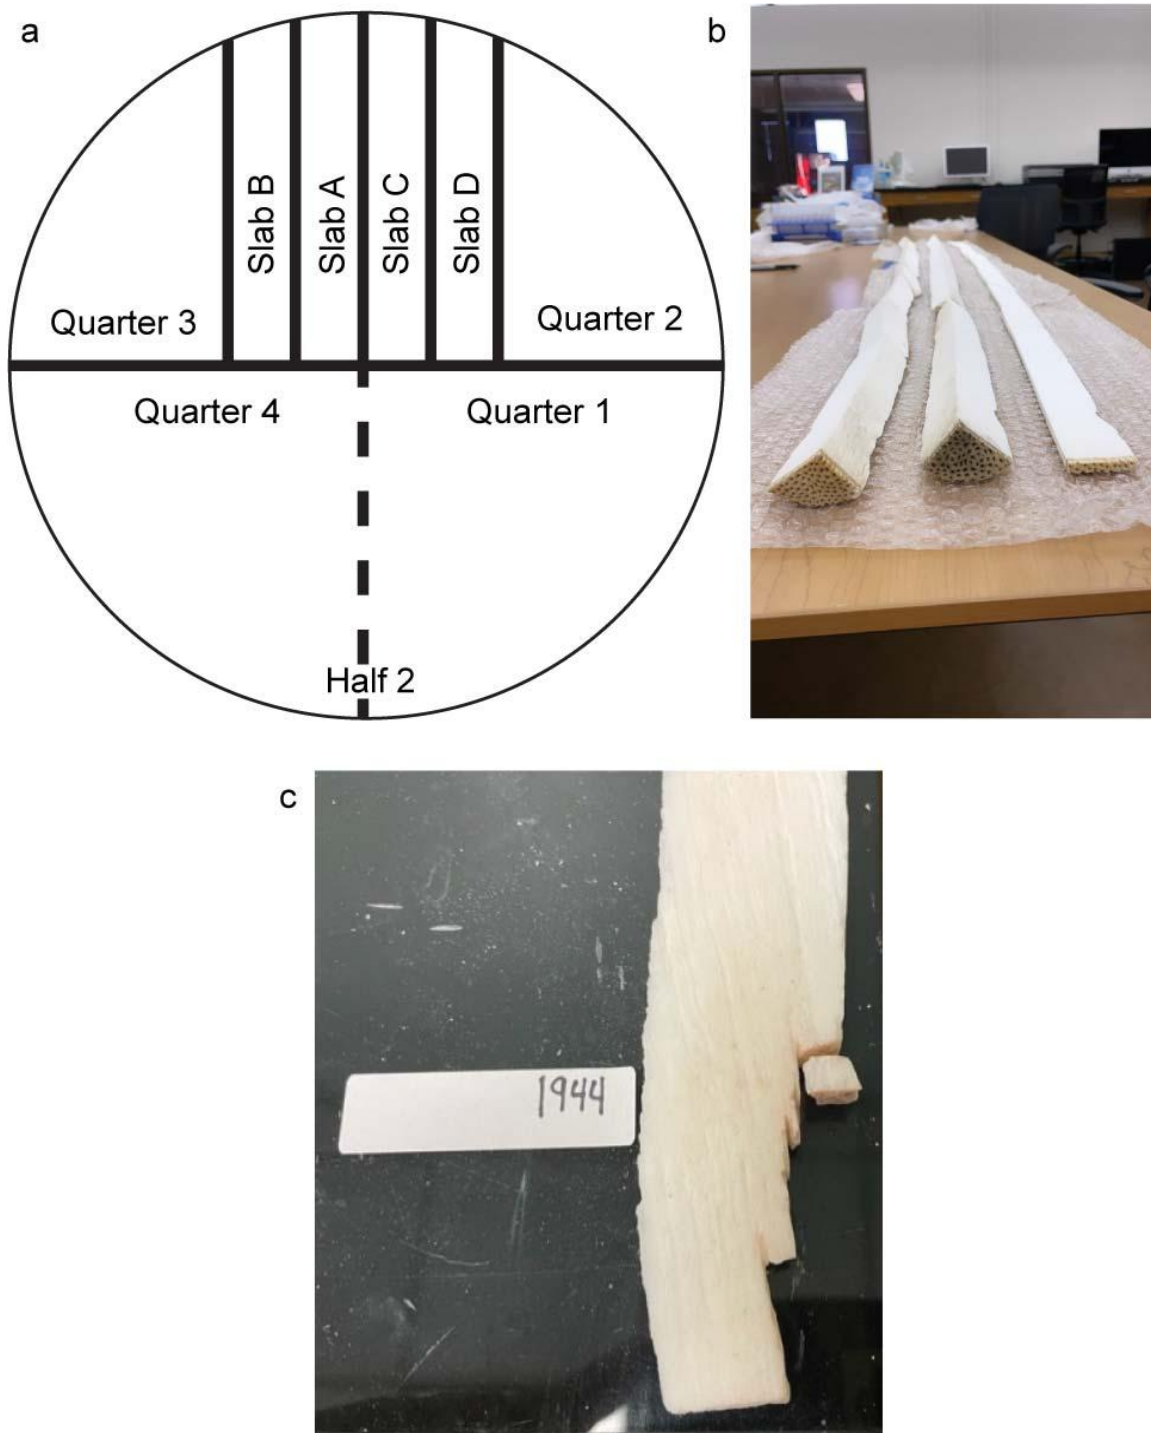 a
b
Slab B
Slab A
Slab C
Slab D
Quarter 3
Quarter 2
Quarter 4
Quarter 1
Half 2
c
1944